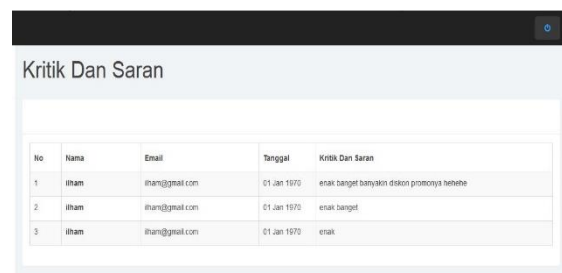 Kritik Dan Saran
No Nama Email Tanggal Kritik Dan Saran
1 ilham ilham@gmail.com 01 Jan 1970 enak banget banyakin diskon promonya hehehe
2 ilham ilham@gmail.com 01 Jan 1970 enak banget
3 ilham ilham@gmail.com 01 Jan 1970 enak